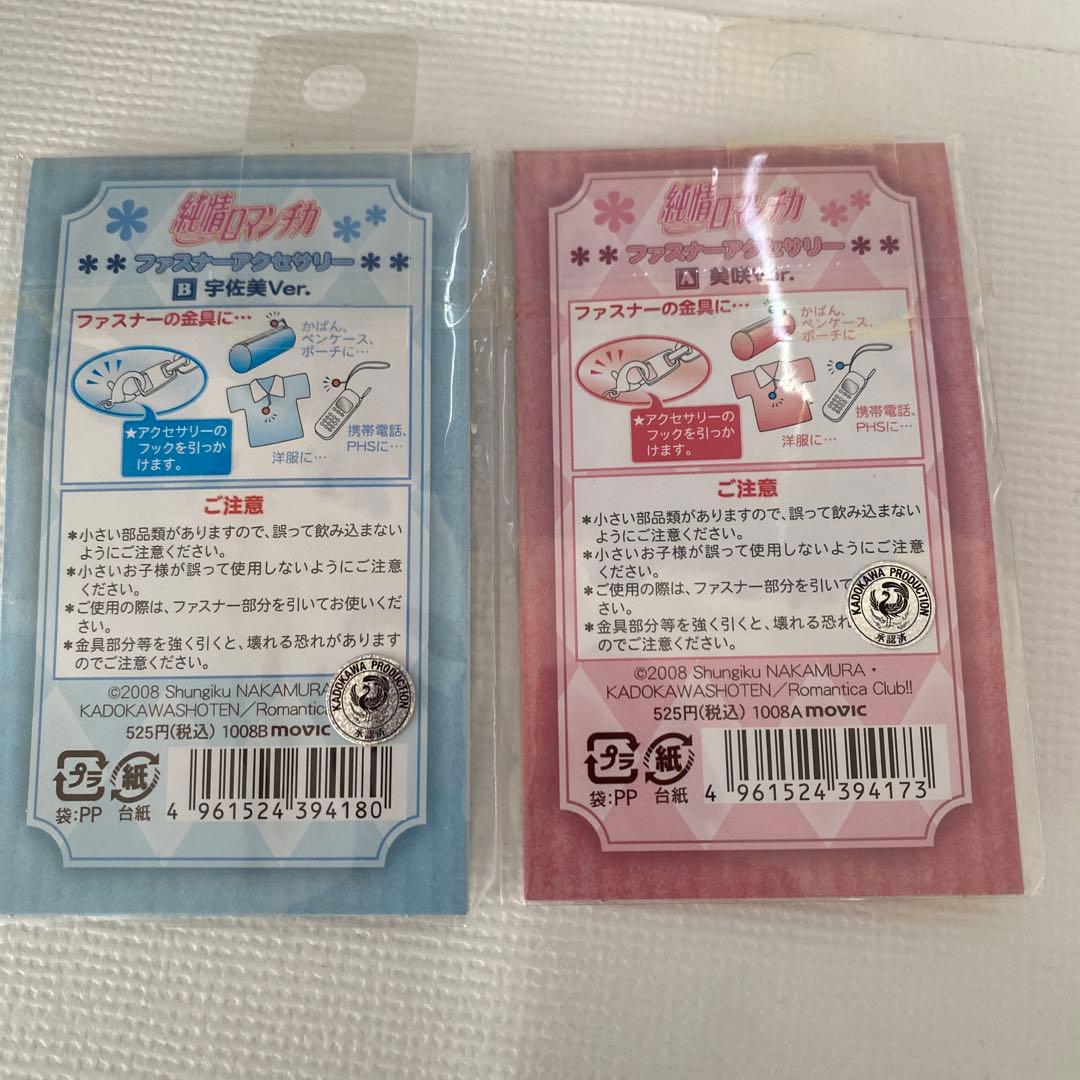 純情ロマンチカ
ファスナーアクセサリー
B 宇佐美Ver.
ファスナーの金具に…
かばん、
ペンケース、
ポーチに…
★アクセサリーの
フックを引っか
けます。
洋服に…
携帯電話、
PHSに…
ご注意
*小さい部品類がありますので、誤って飲み込まない
ようにご注意ください。
*小さいお子様が誤って使用しないようにご注意
ください。
*ご使用の際は、ファスナー部分を引いてお使いくだ
さい。
*金具部分等を強く引くと、壊れる恐れがあります
のでご注意ください。
©2008 Shungiku NAKAMURA
KADOKAWASHOTEN/Romantica
KADOKAWA PRODUCTION
承認済
525円(税込) 1008B movic
プラ
紙
袋:PP
台紙
4 961524 394180
純情ロマンチカ
ファスナーアクセサリー
A 美咲Ver.
ファスナーの金具に…
かばん、
ペンケース、
ポーチに…
★アクセサリーの
フックを引っか
けます。
洋服に…
携帯電話、
PHSに…
ご注意
*小さい部品類がありますので、誤って飲み込まない
ようにご注意ください。
*小さいお子様が誤って使用しないようにご注意
ください。
*ご使用の際は、ファスナー部分を引いて
さい。
*金具部分等を強く引くと、壊れる恐れ
のでご注意ください。
KADOKAWA PRODUCTION
承認済
©2008 Shungiku NAKAMURA・
KADOKAWASHOTEN/Romantica Club!!
525円(税込) 1008A movic
プラ
紙
袋:PP
台紙
4 961524 394173